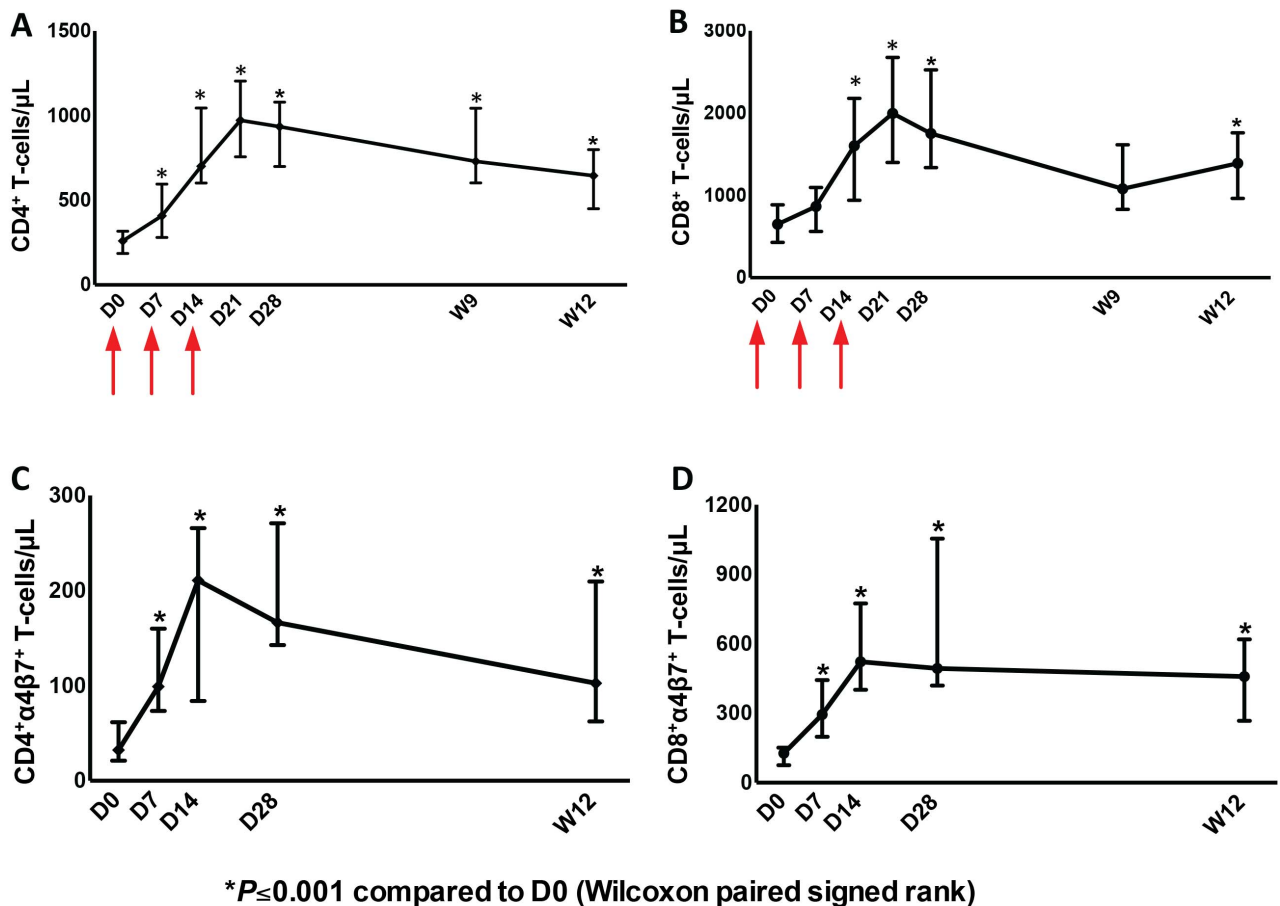 A
CD4⁺ T-cells/µL
1500
1000
500
0
* * * * * *
D0 D7 D14 D21 D28 W9 W12
B
CD8⁺ T-cells/µL
3000
2000
1000
0
* * * *
D0 D7 D14 D21 D28 W9 W12
C
CD4⁺α4β7⁺ T-cells/µL
300
200
100
0
* * * *
D0 D7 D14 D28 W12
D
CD8⁺α4β7⁺ T-cells/µL
1200
900
600
300
0
* * * *
D0 D7 D14 D28 W12
*P≤0.001 compared to D0 (Wilcoxon paired signed rank)